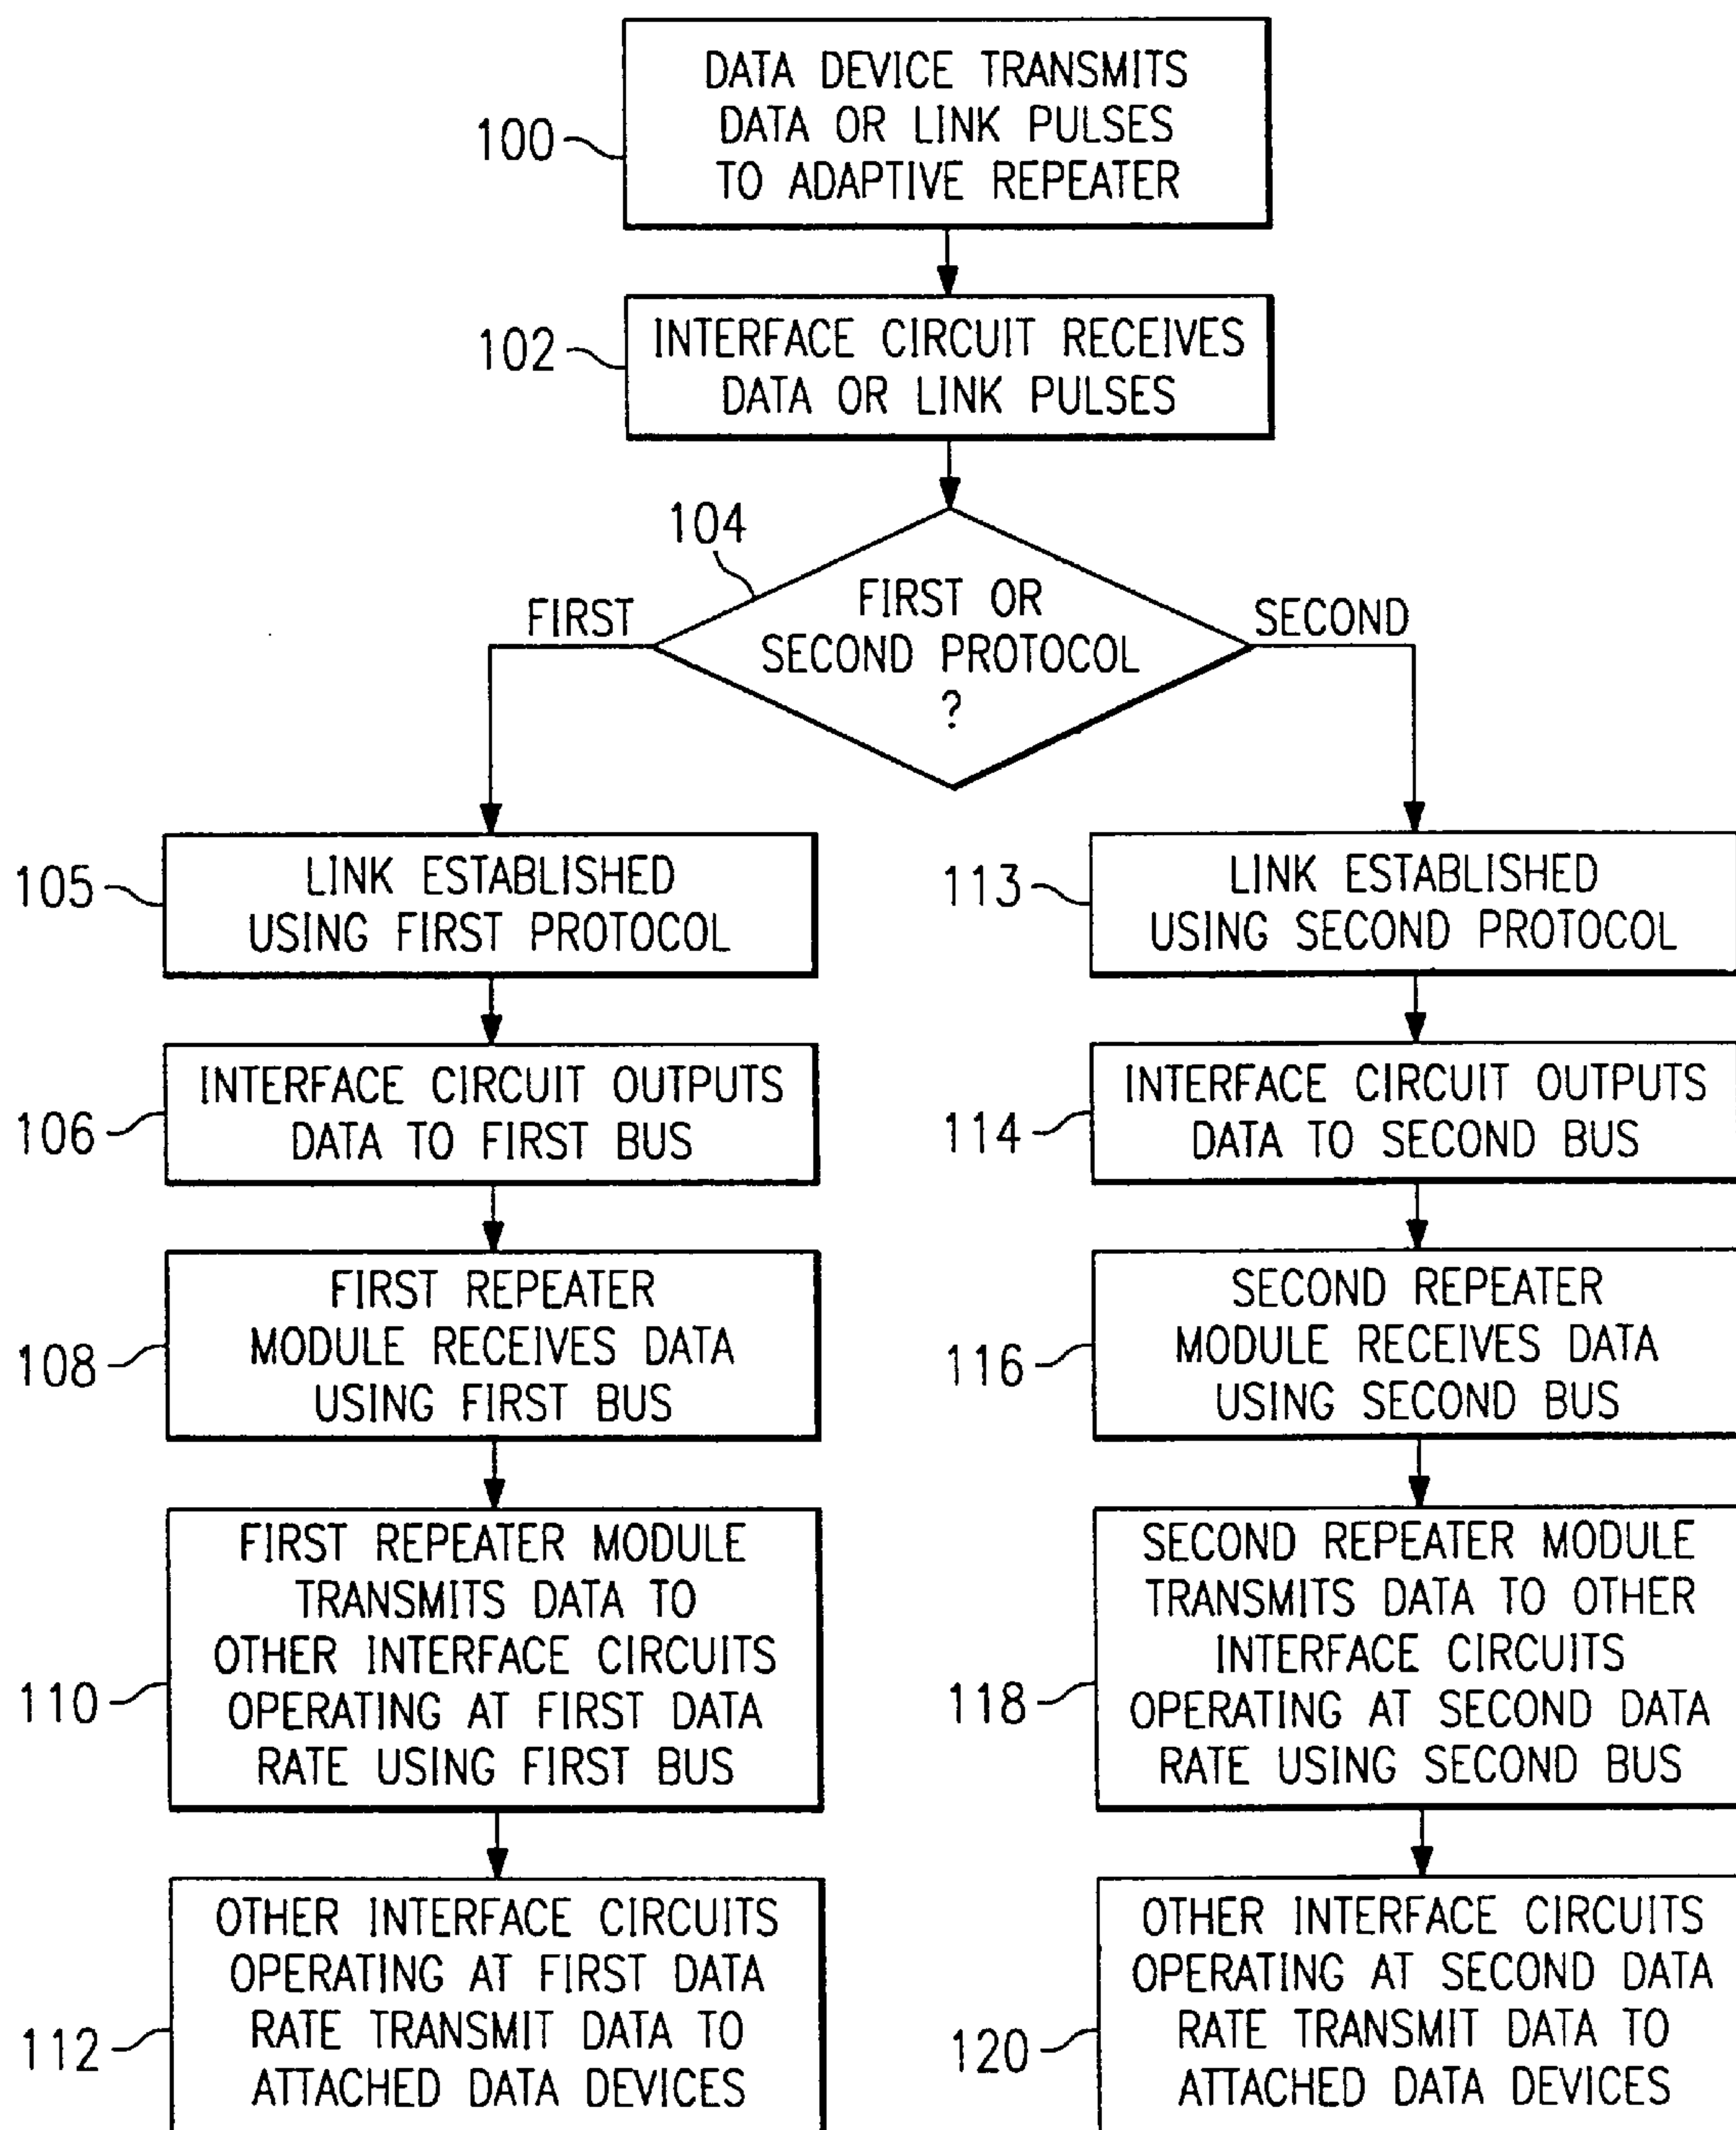 DATA DEVICE TRANSMITS
DATA OR LINK PULSES
TO ADAPTIVE REPEATER
100
INTERFACE CIRCUIT RECEIVES
DATA OR LINK PULSES
102
104
FIRST OR
SECOND PROTOCOL
?
FIRST
SECOND
105
LINK ESTABLISHED
USING FIRST PROTOCOL
106
INTERFACE CIRCUIT OUTPUTS
DATA TO FIRST BUS
108
FIRST REPEATER
MODULE RECEIVES DATA
USING FIRST BUS
110
FIRST REPEATER MODULE
TRANSMITS DATA TO
OTHER INTERFACE CIRCUITS
OPERATING AT FIRST DATA
RATE USING FIRST BUS
112
OTHER INTERFACE CIRCUITS
OPERATING AT FIRST DATA
RATE TRANSMIT DATA TO
ATTACHED DATA DEVICES
113
LINK ESTABLISHED
USING SECOND PROTOCOL
114
INTERFACE CIRCUIT OUTPUTS
DATA TO SECOND BUS
116
SECOND REPEATER
MODULE RECEIVES DATA
USING SECOND BUS
118
SECOND REPEATER MODULE
TRANSMITS DATA TO OTHER
INTERFACE CIRCUITS
OPERATING AT SECOND DATA
RATE USING SECOND BUS
120
OTHER INTERFACE CIRCUITS
OPERATING AT SECOND DATA
RATE TRANSMIT DATA TO
ATTACHED DATA DEVICES